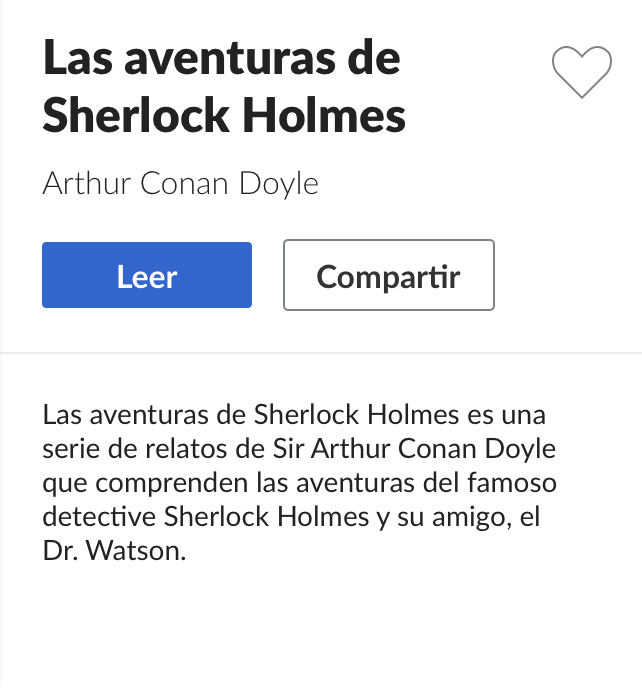 Las aventuras de
Sherlock Holmes
Arthur Conan Doyle
Leer
Compartir
Las aventuras de Sherlock Holmes es una
serie de relatos de Sir Arthur Conan Doyle
que comprenden las aventuras del famoso
detective Sherlock Holmes y su amigo, el
Dr. Watson.